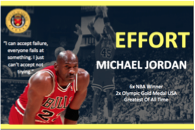 EFFORT
"I can accept failure,
everyone fails at
something. I just
can't accept not
trying."
MICHAEL JORDAN
6x NBA Winner
2x Olympic Gold Medal USA
Greatest Of All Time